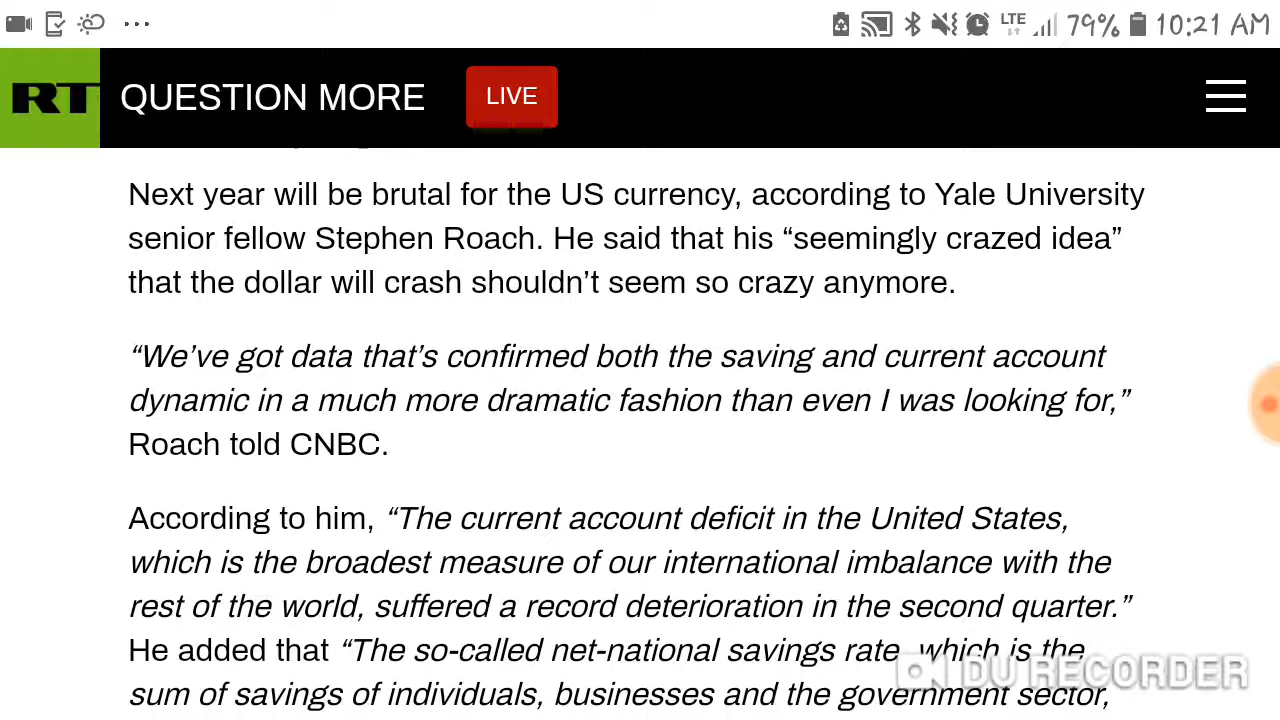 LTE 79% 10:21 AM
RT QUESTION MORE LIVE
Next year will be brutal for the US currency, according to Yale University
senior fellow Stephen Roach. He said that his “seemingly crazed idea”
that the dollar will crash shouldn’t seem so crazy anymore.
“We’ve got data that’s confirmed both the saving and current account
dynamic in a much more dramatic fashion than even I was looking for,”
Roach told CNBC.
According to him, “The current account deficit in the United States,
which is the broadest measure of our international imbalance with the
rest of the world, suffered a record deterioration in the second quarter.”
He added that “The so-called net-national savings rate, which is the
sum of savings of individuals, businesses and the government sector,
DU RECORDER